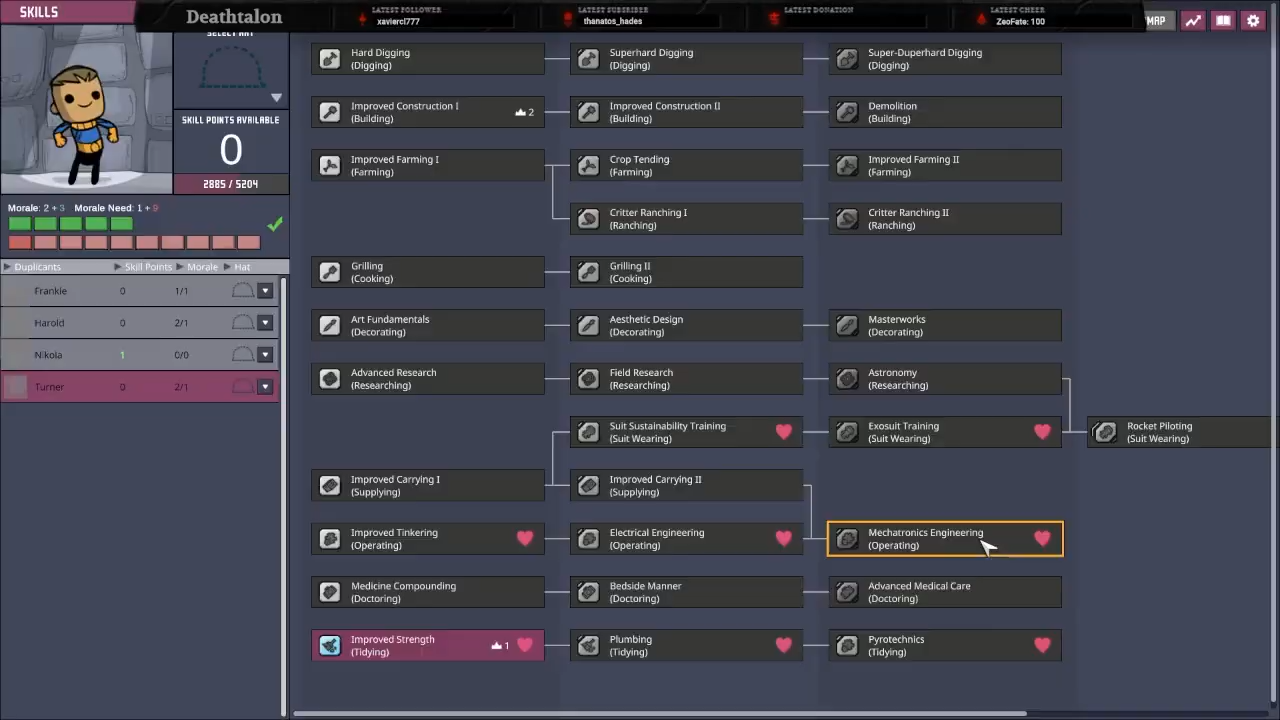 SKILLS
Deathtalon
LATEST FOLLOWER
xaviercl777
LATEST SUBSRIBER
thanatos_hades
LATEST DONATION
LATEST CHEER
ZeoFate: 100
MAP
SELECT HAT
SKILL POINTS AVAILABLE
0
2885 / 5204
Morale: 2 + 3 Morale Need: 1 + 9
Duplicants Skill Points Morale Hat
Frankie 0 1/1
Harold 0 2/1
Nikola 1 0/0
Turner 0 2/1
Hard Digging
(Digging)
Superhard Digging
(Digging)
Super-Duperhard Digging
(Digging)
Improved Construction I
(Building)
2
Improved Construction II
(Building)
Demolition
(Building)
Improved Farming I
(Farming)
Crop Tending
(Farming)
Improved Farming II
(Farming)
Critter Ranching I
(Ranching)
Critter Ranching II
(Ranching)
Grilling
(Cooking)
Grilling II
(Cooking)
Art Fundamentals
(Decorating)
Aesthetic Design
(Decorating)
Masterworks
(Decorating)
Advanced Research
(Researching)
Field Research
(Researching)
Astronomy
(Researching)
Suit Sustainability Training
(Suit Wearing)
Exosuit Training
(Suit Wearing)
Rocket Piloting
(Suit Wearing)
Improved Carrying I
(Supplying)
Improved Carrying II
(Supplying)
Improved Tinkering
(Operating)
Electrical Engineering
(Operating)
Mechatronics Engineering
(Operating)
Medicine Compounding
(Doctoring)
Bedside Manner
(Doctoring)
Advanced Medical Care
(Doctoring)
Improved Strength
(Tidying)
1
Plumbing
(Tidying)
Pyrotechnics
(Tidying)